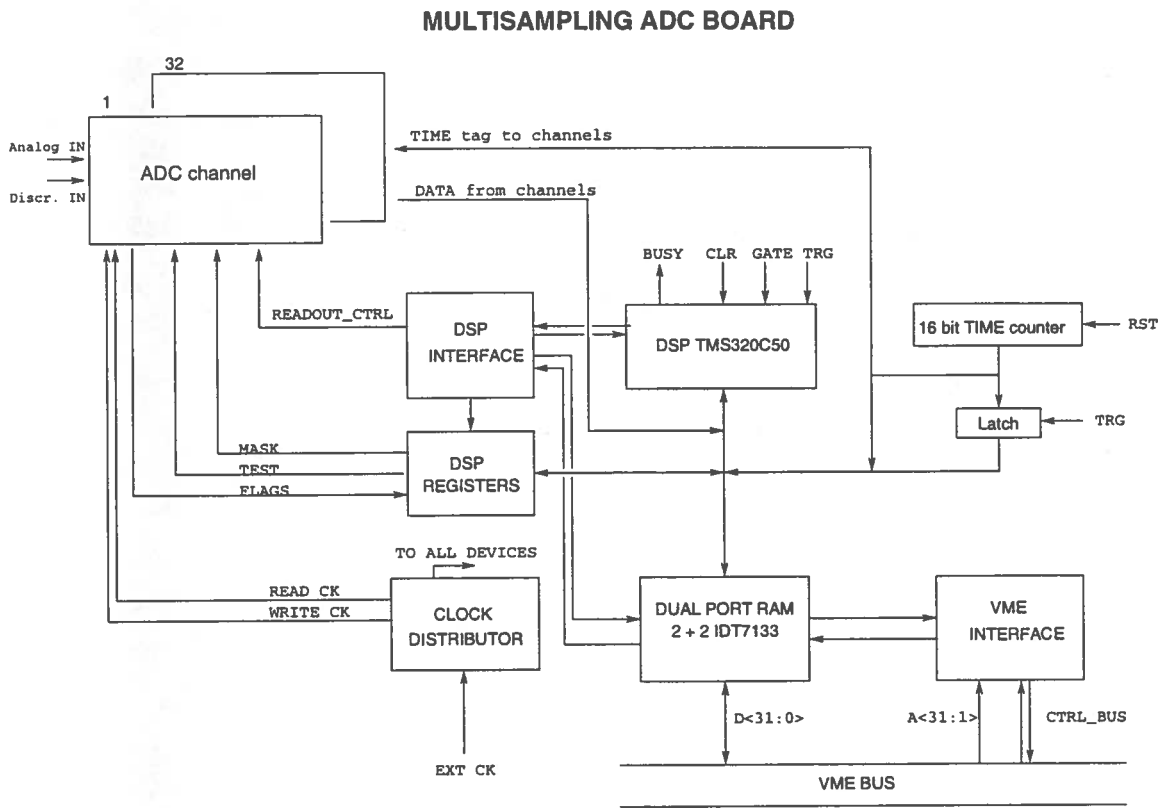 MULTISAMPLING ADC BOARD
32
1
Analog IN
ADC channel
Discr. IN
TIME tag to channels
DATA from channels
BUSY
CLR
GATE
TRG
READOUT_CTRL
DSP
INTERFACE
DSP TMS320C50
16 bit TIME counter
RST
Latch
TRG
MASK
TEST
FLAGS
DSP
REGISTERS
TO ALL DEVICES
READ CK
WRITE CK
CLOCK
DISTRIBUTOR
DUAL PORT RAM
2 + 2 IDT7133
VME
INTERFACE
D<31:0>
A<31:1>
CTRL_BUS
EXT CK
VME BUS